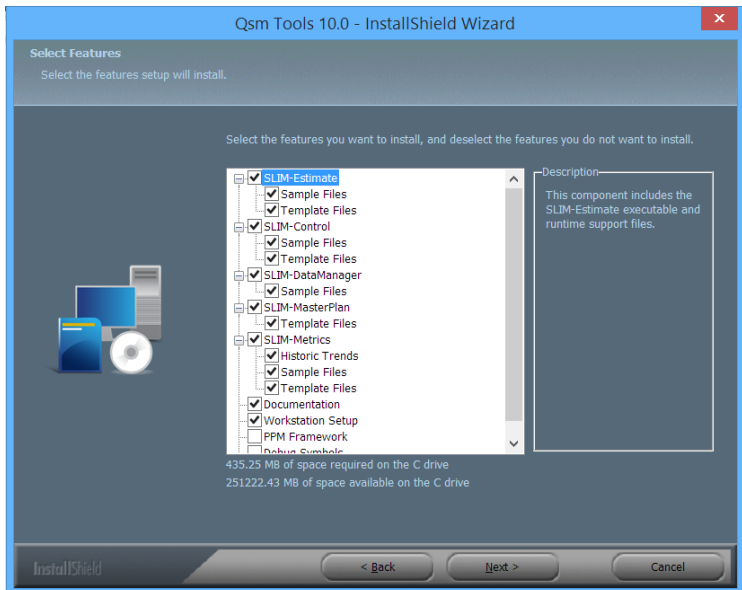 Qsm Tools 10.0 - InstallShield Wizard
x
Select Features
Select the features setup will install.
Select the features you want to install, and deselect the features you do not want to install.
SLIM-Estimate
Sample Files
Template Files
SLIM-Control
Sample Files
Template Files
SLIM-DataManager
Sample Files
SLIM-MasterPlan
Template Files
SLIM-Metrics
Historic Trends
Sample Files
Template Files
Documentation
Workstation Setup
PPM Framework
Debug Symbols
Description
This component includes the
SLIM-Estimate executable and
runtime support files.
435.25 MB of space required on the C drive
251222.43 MB of space available on the C drive
InstallShield
< Back
Next >
Cancel